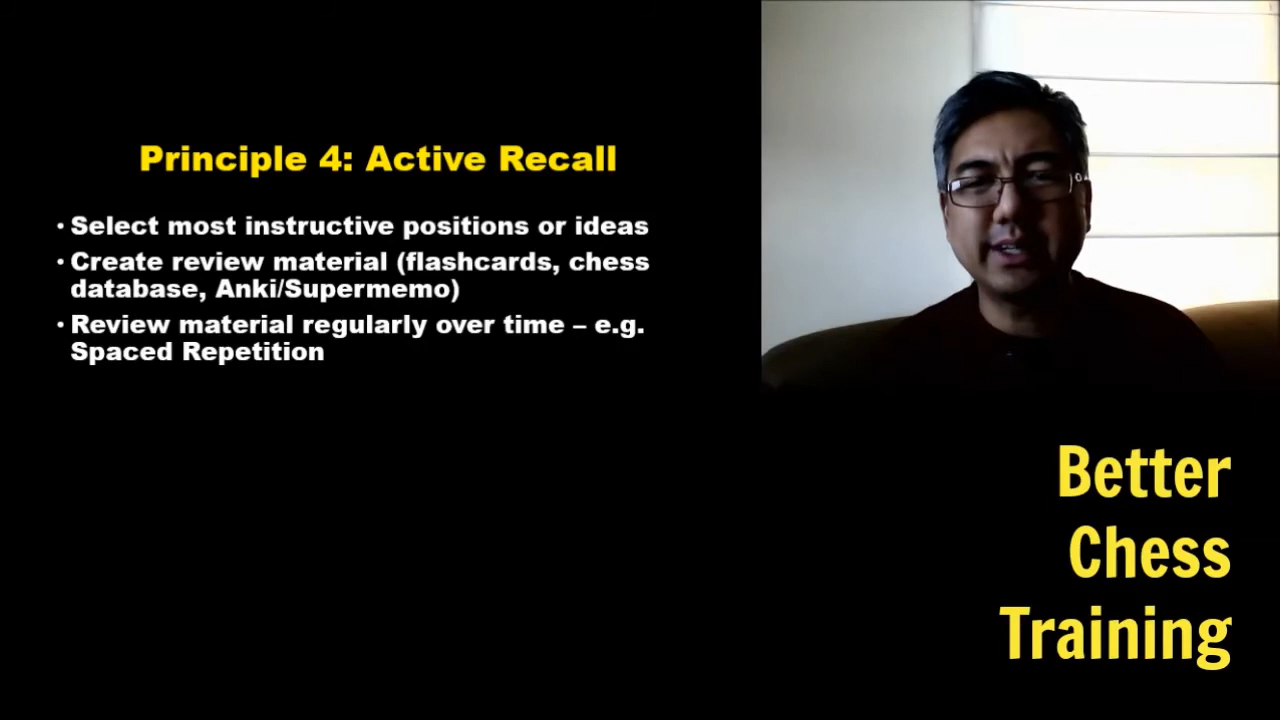 Principle 4: Active Recall
• Select most instructive positions or ideas
• Create review material (flashcards, chess
database, Anki/Supermemo)
• Review material regularly over time – e.g.
Spaced Repetition
Better
Chess
Training